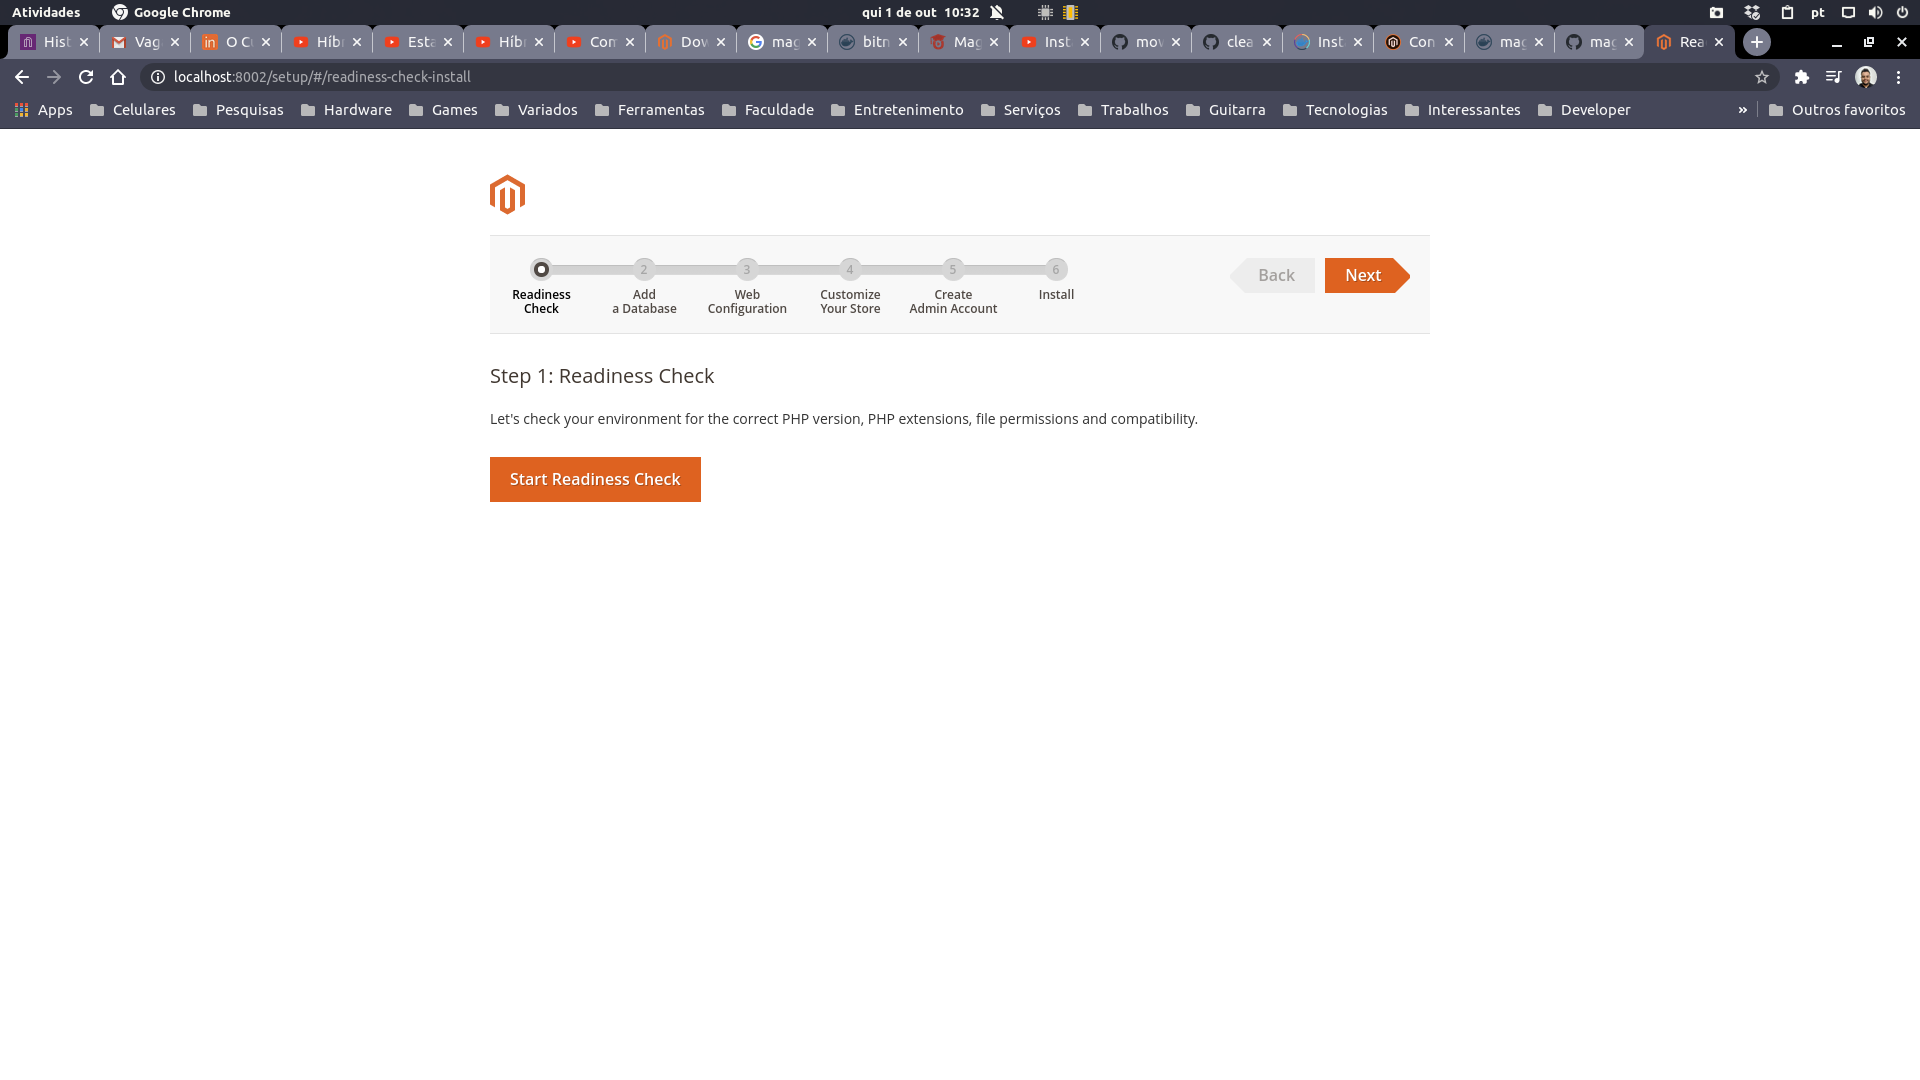 Atividades Google Chrome qui 1 de out 10:32 pt
Hist Vag O Cu Híbr Esta Híbr Com Dov mag bitn Mag Inst mov clea Inst Con mag mag Rea
localhost:8002/setup/#/readiness-check-install
Apps Celulares Pesquisas Hardware Games Variados Ferramentas Faculdade Entretenimento Serviços Trabalhos Guitarra Tecnologias Interessantes Developer » Outros favoritos
2 3 4 5 6
Readiness Check
Add a Database
Web Configuration
Customize Your Store
Create Admin Account
Install
Back
Next
Step 1: Readiness Check
Let's check your environment for the correct PHP version, PHP extensions, file permissions and compatibility.
Start Readiness Check